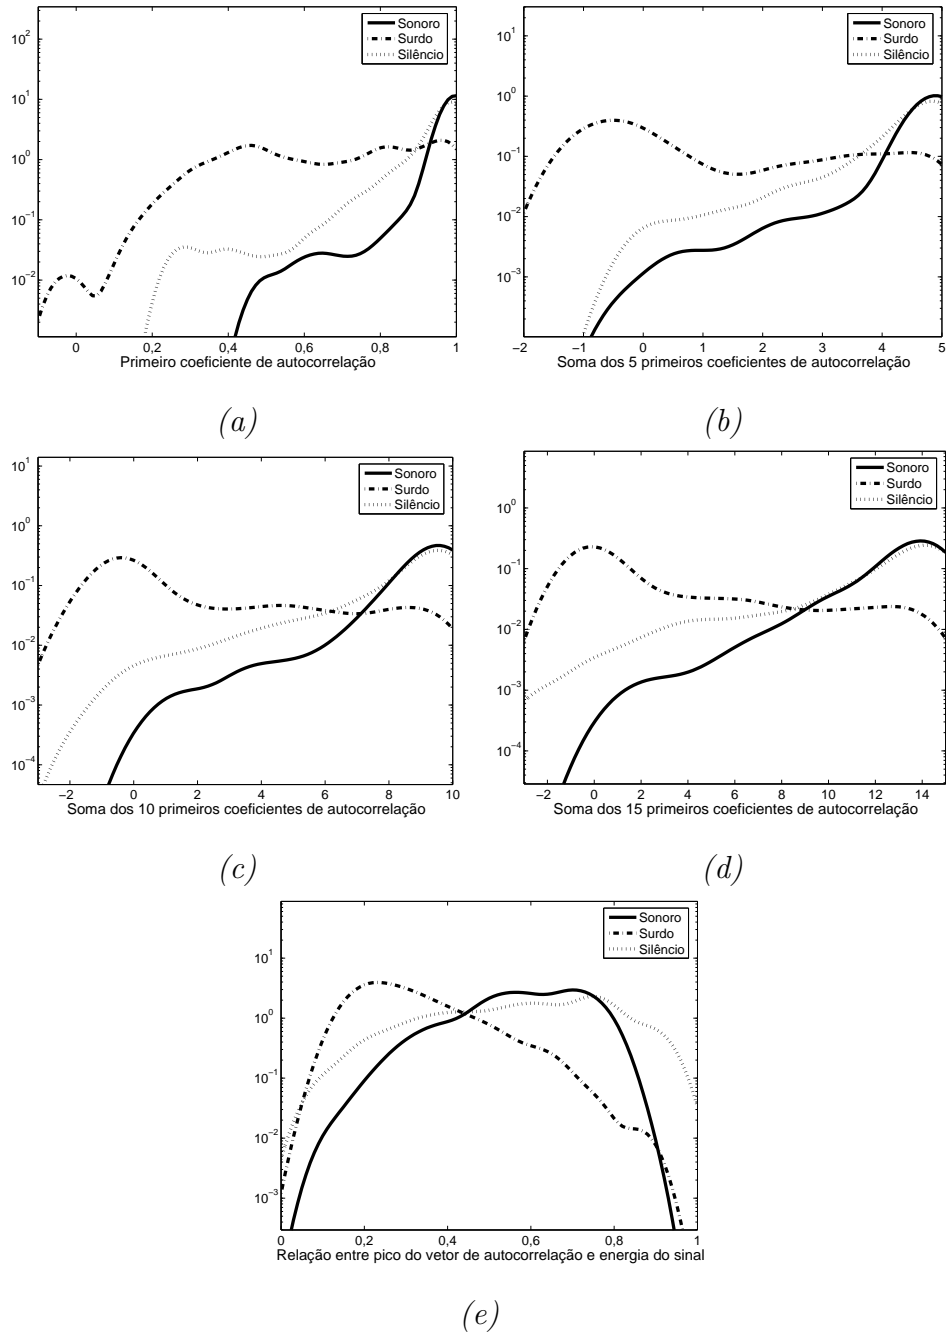 Sonoro
Surdo
Silêncio
10²
10¹
10⁰
10⁻¹
10⁻²
0 0,2 0,4 0,6 0,8 1
Primeiro coeficiente de autocorrelação
(a)
Sonoro
Surdo
Silêncio
10¹
10⁰
10⁻¹
10⁻²
10⁻³
−2 −1 0 1 2 3 4 5
Soma dos 5 primeiros coeficientes de autocorrelação
(b)
Sonoro
Surdo
Silêncio
10¹
10⁰
10⁻¹
10⁻²
10⁻³
10⁻⁴
−2 0 2 4 6 8 10
Soma dos 10 primeiros coeficientes de autocorrelação
(c)
Sonoro
Surdo
Silêncio
10⁰
10⁻¹
10⁻²
10⁻³
10⁻⁴
−2 0 2 4 6 8 10 12 14
Soma dos 15 primeiros coeficientes de autocorrelação
(d)
Sonoro
Surdo
Silêncio
10¹
10⁰
10⁻¹
10⁻²
10⁻³
0 0,2 0,4 0,6 0,8 1
Relação entre pico do vetor de autocorrelação e energia do sinal
(e)